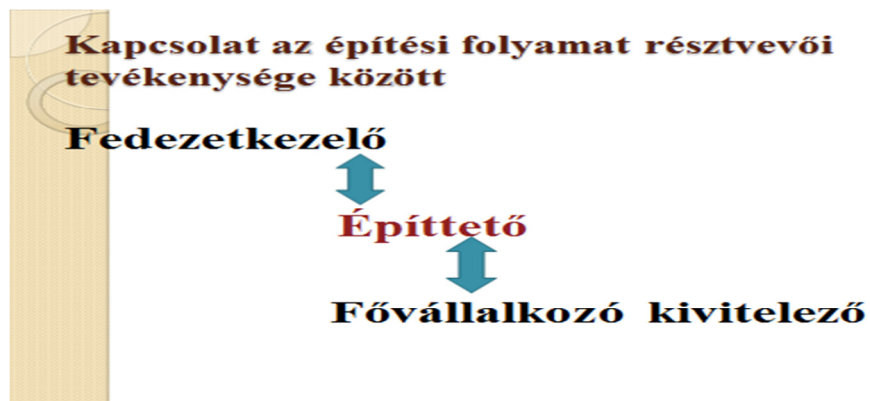 Kapcsolat az építési folyamat résztvevői
tevékenysége között
Fedezetkezelő
Építtető
Fővállalkozó kivitelező